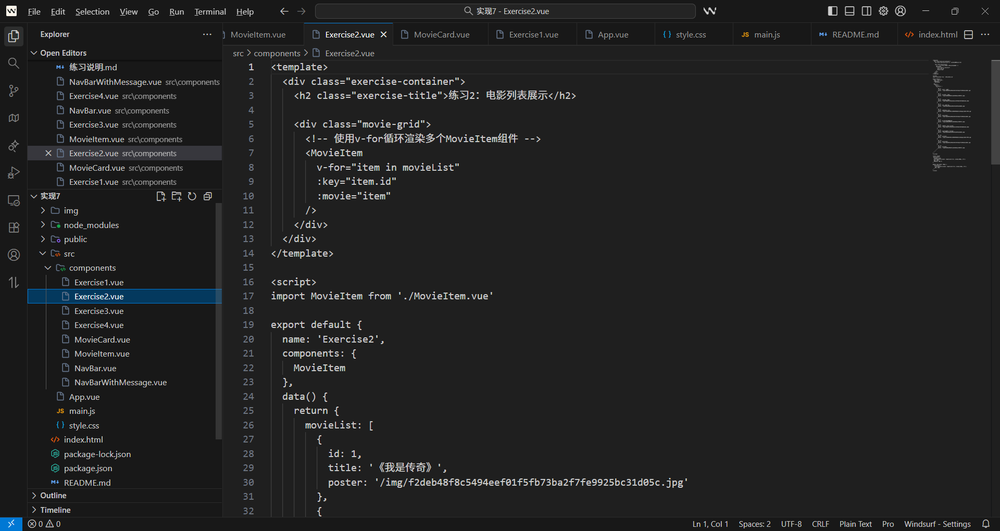 File Edit Selection View Go Run Terminal Help
实现7 - Exercise2.vue
Explorer
Open Editors
练习说明.md
NavBarWithMessage.vue src\components
Exercise4.vue src\components
NavBar.vue src\components
Exercise3.vue src\components
MovieItem.vue src\components
Exercise2.vue src\components
MovieCard.vue src\components
Exercise1.vue src\components
实现7
img
node_modules
public
src
components
Exercise1.vue
Exercise2.vue
Exercise3.vue
Exercise4.vue
MovieCard.vue
MovieItem.vue
NavBar.vue
NavBarWithMessage.vue
App.vue
JS main.js
{ } style.css
</> index.html
package-lock.json
package.json
M↓ README.md
Outline
Timeline
MovieItem.vue Exercise2.vue MovieCard.vue Exercise1.vue App.vue { } style.css JS main.js M↓ README.md </> index.html
src > components > Exercise2.vue
1 <template>
2 <div class="exercise-container">
3 <h2 class="exercise-title">练习2: 电影列表展示</h2>
4
5 <div class="movie-grid">
6 <!-- 使用v-for循环渲染多个MovieItem组件 -->
7 <MovieItem
8 v-for="item in movieList"
9 :key="item.id"
10 :movie="item"
11 />
12 </div>
13 </div>
14 </template>
15
16 <script>
17 import MovieItem from './MovieItem.vue'
18
19 export default {
20 name: 'Exercise2',
21 components: {
22 MovieItem
23 },
24 data() {
25 return {
26 movieList: [
27 {
28 id: 1,
29 title: '《我是传奇》',
30 poster: '/img/f2deb48f8c5494eef01f5fb73ba2f7fe9925bc31d05c.jpg'
31 },
32 {
0 0
Ln 1, Col 1 Spaces: 2 UTF-8 CRLF Plain Text Pro Windsurf - Settings